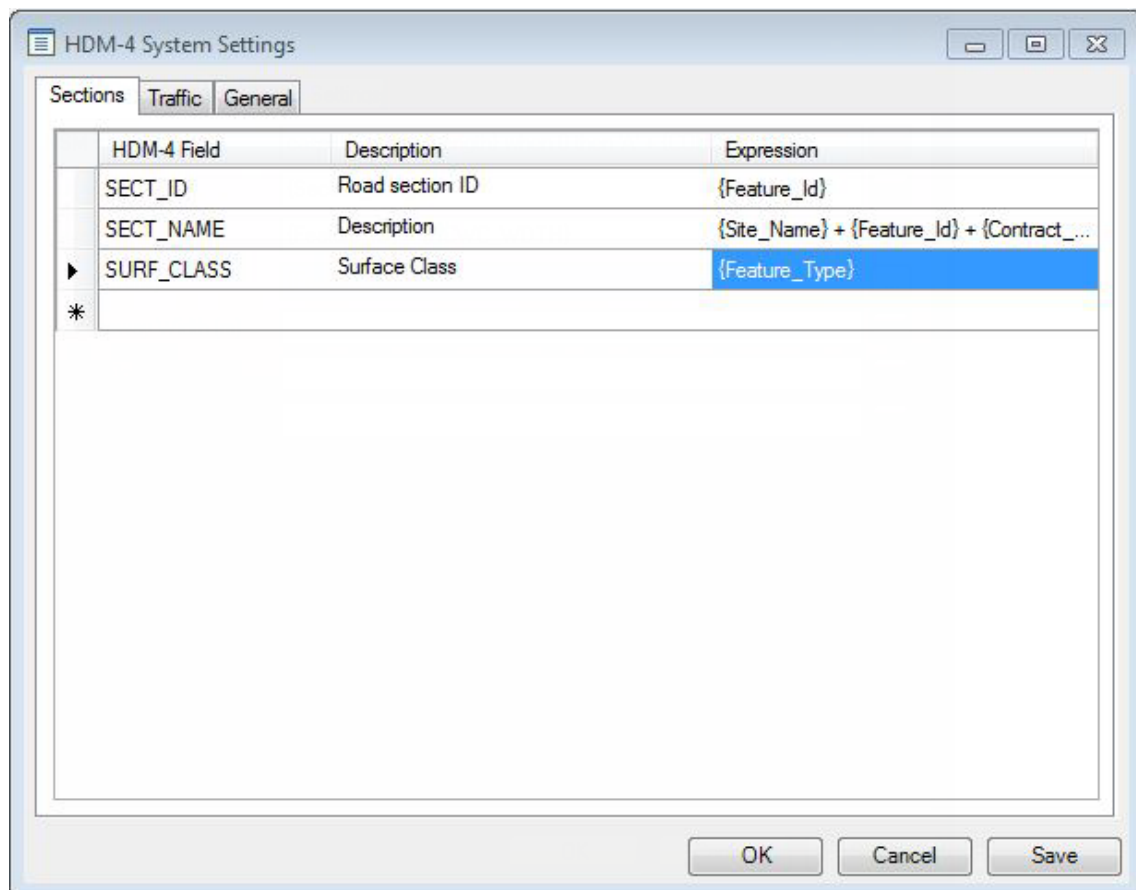 HDM-4 System Settings
Sections Traffic General
HDM-4 Field Description Expression
SECT_ID Road section ID {Feature_Id}
SECT_NAME Description {Site_Name} + {Feature_Id} + {Contract_...
SURF_CLASS Surface Class {Feature_Type}
OK Cancel Save